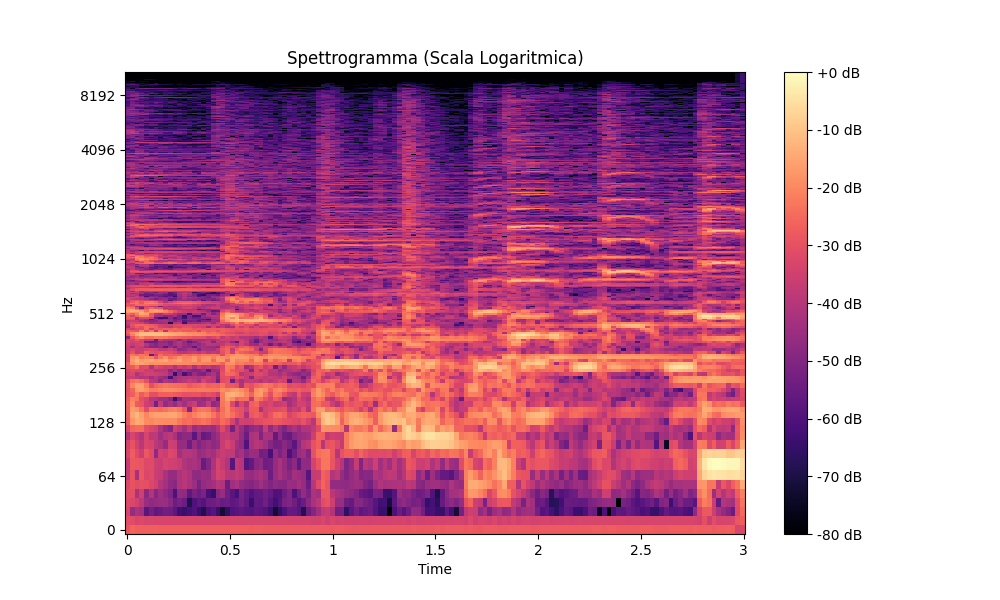 Spettrogramma (Scala Logaritmica)
Hz
8192
4096
2048
1024
512
256
128
64
0
0
0.5
1
1.5
2
2.5
3
Time
+0 dB
-10 dB
-20 dB
-30 dB
-40 dB
-50 dB
-60 dB
-70 dB
-80 dB